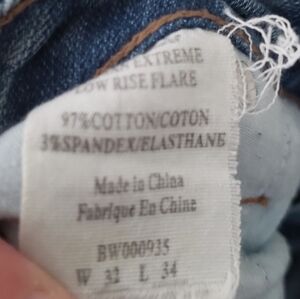 EXTREME
LOW RISE FLARE
97%COTTON/COTON
3%SPANDEX/ELASTHANE
Made in China
Fabrique En Chine
BW000935
W 32 L 34